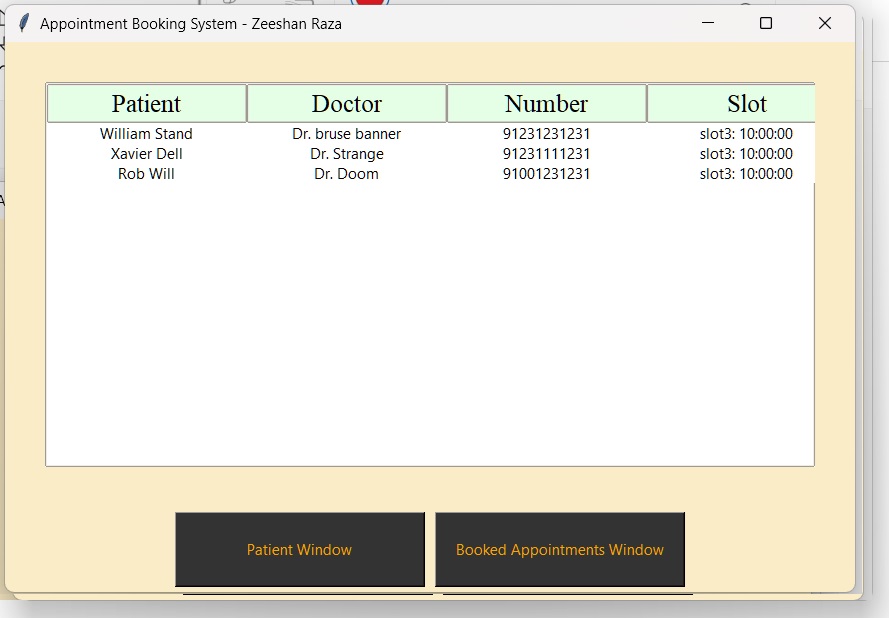 Appointment Booking System - Zeeshan Raza
Patient Doctor Number Slot
William Stand Dr. bruse banner 91231231231 slot3: 10:00:00
Xavier Dell Dr. Strange 91231111231 slot3: 10:00:00
Rob Will Dr. Doom 91001231231 slot3: 10:00:00
Patient Window Booked Appointments Window